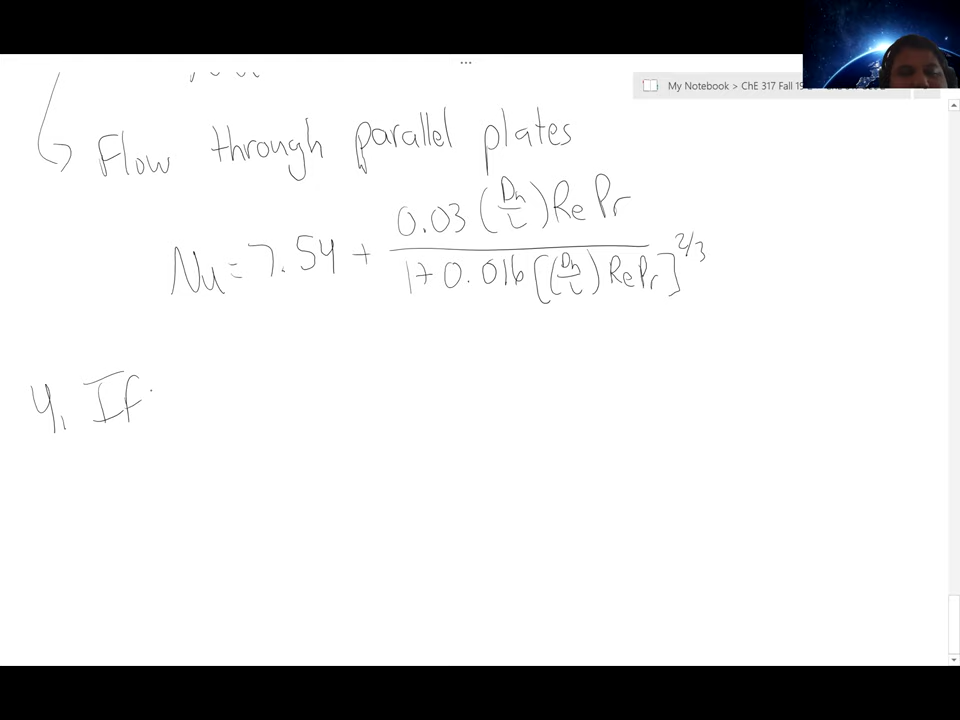 My Notebook > ChE 317 Fall 19
Flow through parallel plates
Nu = 7.54 + 0.03 (Dh/L) Re Pr / 1 + 0.016 [(Dh/L) Re Pr]^2/3
4. If